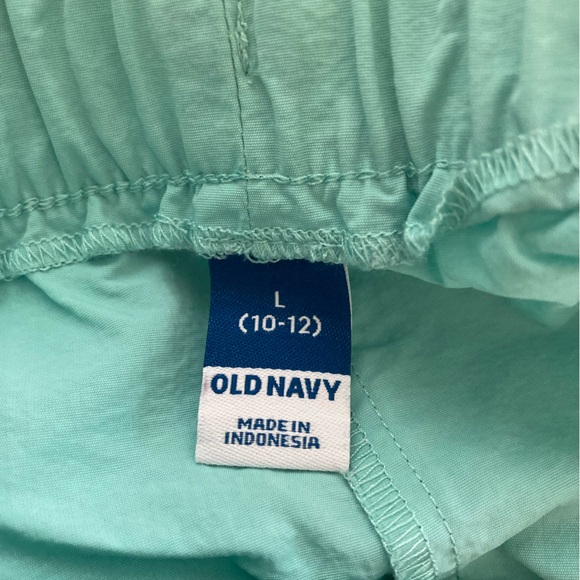 L
(10-12)
OLD NAVY
MADE IN
INDONESIA